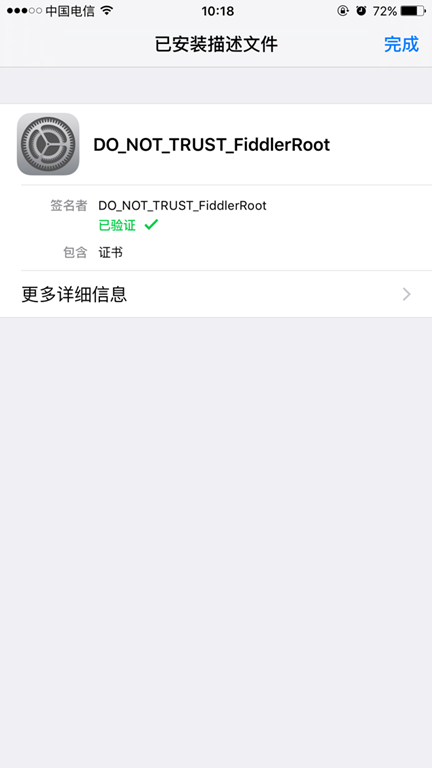 中国电信 10:18 72%
已安装描述文件 完成
DO_NOT_TRUST_FiddlerRoot
签名者 DO_NOT_TRUST_FiddlerRoot
已验证
包含 证书
更多详细信息